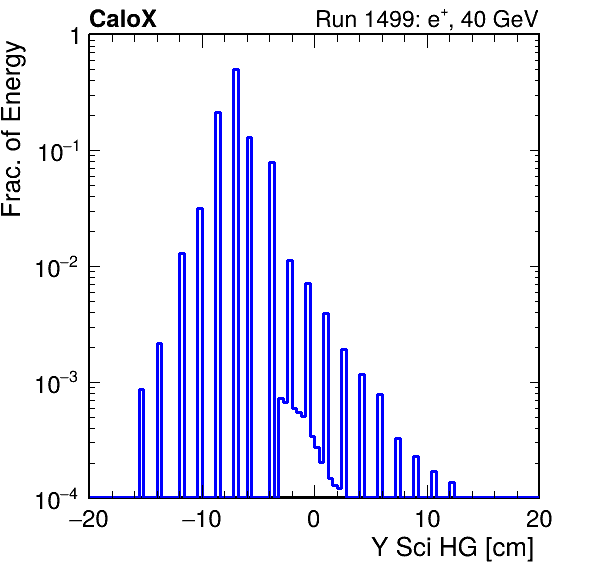 CaloX Run 1499: e⁺, 40 GeV
Frac. of Energy
1
10⁻¹
10⁻²
10⁻³
10⁻⁴
−20 −10 0 10 20
Y Sci HG [cm]